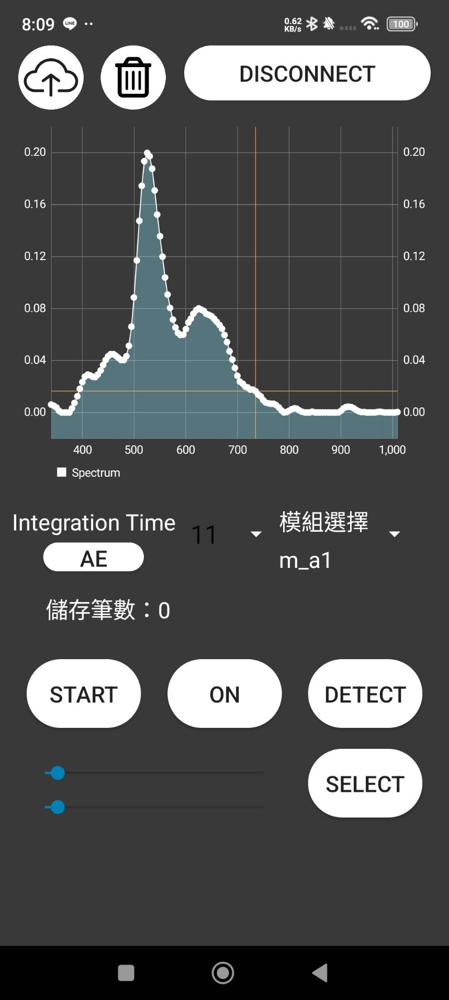 8:09 LINE 0.62 KB/s 100
DISCONNECT
0.20 0.20
0.16 0.16
0.12 0.12
0.08 0.08
0.04 0.04
0.00 0.00
400 500 600 700 800 900 1,000
Spectrum
Integration Time 11 模組選擇
AE m_a1
儲存筆數：0
START ON DETECT
SELECT